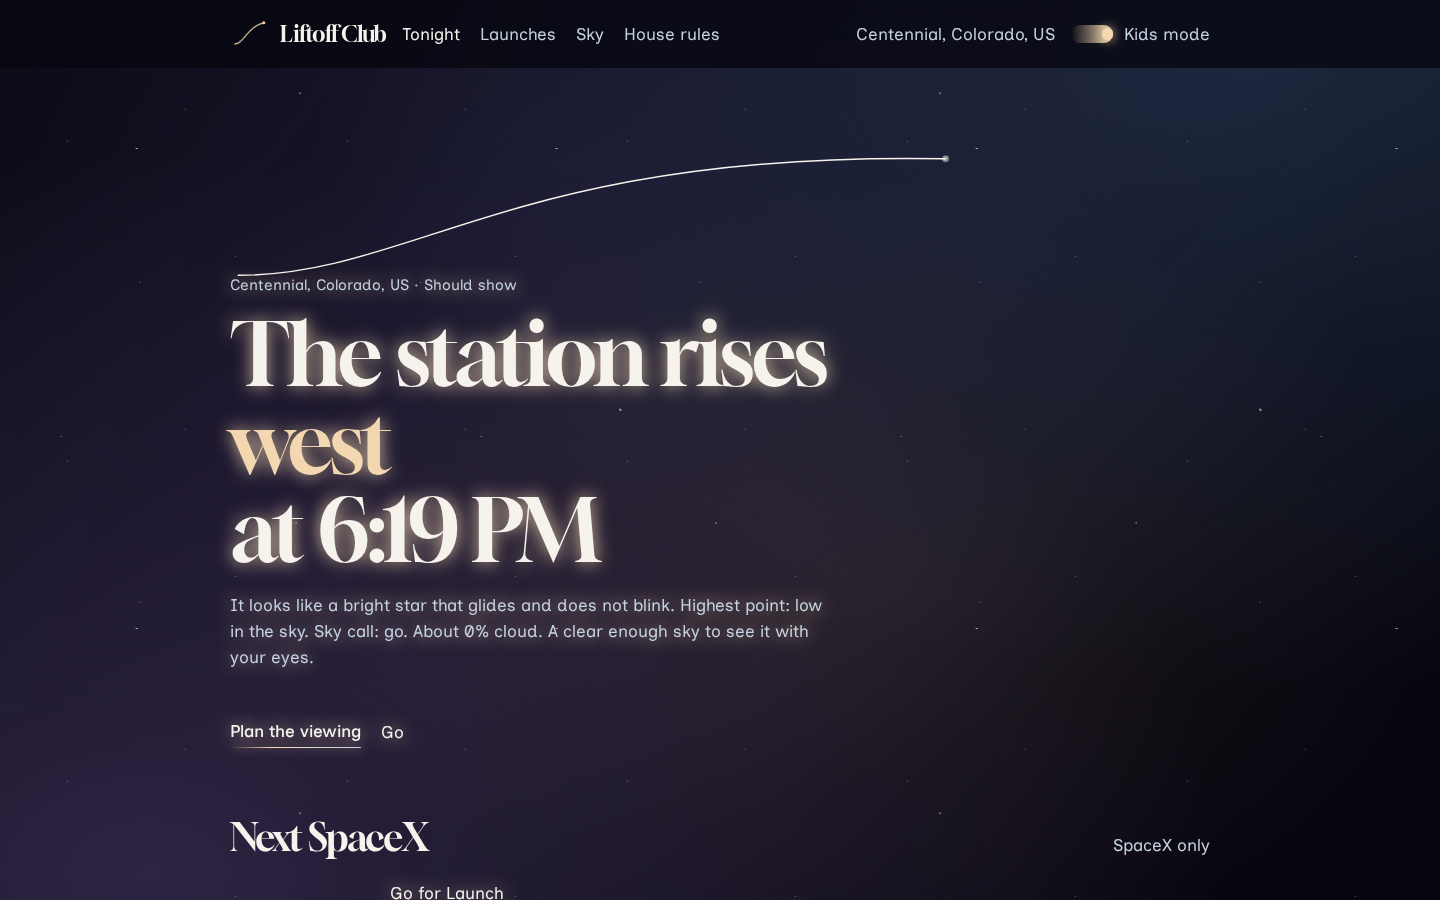 Liftoff Club Tonight Launches Sky House rules Centennial, Colorado, US Kids mode
Centennial, Colorado, US · Should show
The station rises
west
at 6:19 PM
It looks like a bright star that glides and does not blink. Highest point: low
in the sky. Sky call: go. About 0% cloud. A clear enough sky to see it with
your eyes.
Plan the viewing Go
Next SpaceX SpaceX only
Go for Launch